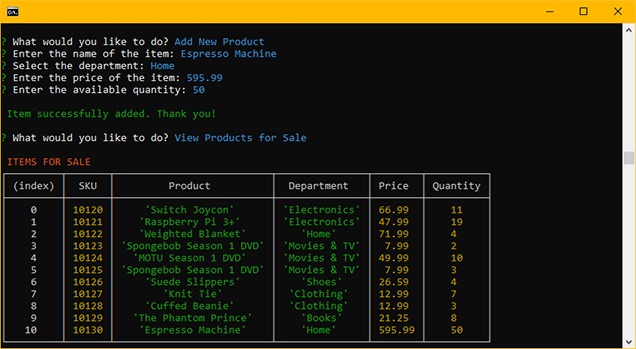 ? What would you like to do? Add New Product
? Enter the name of the item: Espresso Machine
? Select the department: Home
? Enter the price of the item: 595.99
? Enter the available quantity: 50
Item successfully added. Thank you!
? What would you like to do? View Products for Sale
ITEMS FOR SALE
(index) SKU Product Department Price Quantity
0 10120 'Switch Joycon' 'Electronics' 66.99 11
1 10121 'Raspberry Pi 3+' 'Electronics' 47.99 19
2 10122 'Weighted Blanket' 'Home' 71.99 4
3 10123 'Spongebob Season 1 DVD' 'Movies & TV' 7.99 2
4 10124 'MOTU Season 1 DVD' 'Movies & TV' 49.99 10
5 10125 'Spongebob Season 1 DVD' 'Movies & TV' 7.99 3
6 10126 'Suede Slippers' 'Shoes' 26.59 4
7 10127 'Knit Tie' 'Clothing' 12.99 7
8 10128 'Cuffed Beanie' 'Clothing' 12.99 3
9 10129 'The Phantom Prince' 'Books' 21.25 8
10 10130 'Espresso Machine' 'Home' 595.99 50